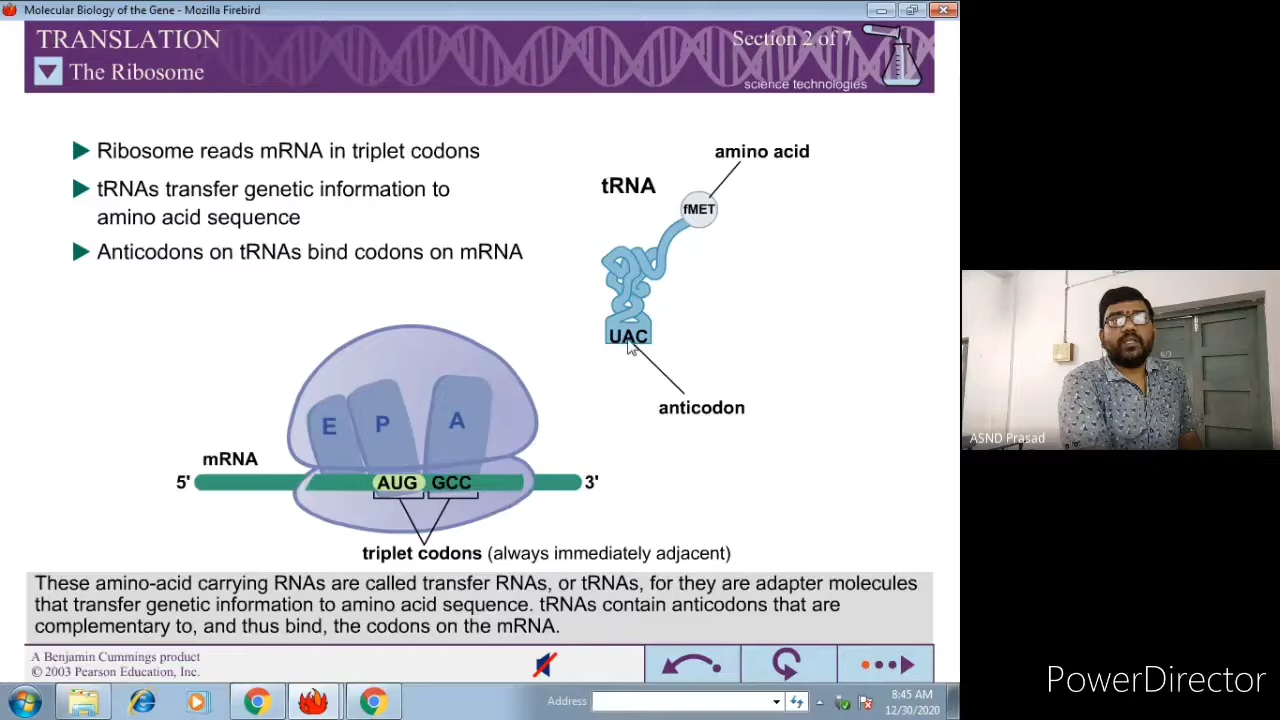 Molecular Biology of the Gene - Mozilla Firebird
TRANSLATION
Section 2 of 7
The Ribosome
science technologies
Ribosome reads mRNA in triplet codons
tRNAs transfer genetic information to
amino acid sequence
Anticodons on tRNAs bind codons on mRNA
amino acid
tRNA
fMET
UAC
anticodon
E P A
mRNA
5' AUG GCC 3'
triplet codons (always immediately adjacent)
These amino-acid carrying RNAs are called transfer RNAs, or tRNAs, for they are adapter molecules
that transfer genetic information to amino acid sequence. tRNAs contain anticodons that are
complementary to, and thus bind, the codons on the mRNA.
A Benjamin Cummings product
© 2003 Pearson Education, Inc.
Address
8:45 AM
12/30/2020
ASND Prasad
PowerDirector